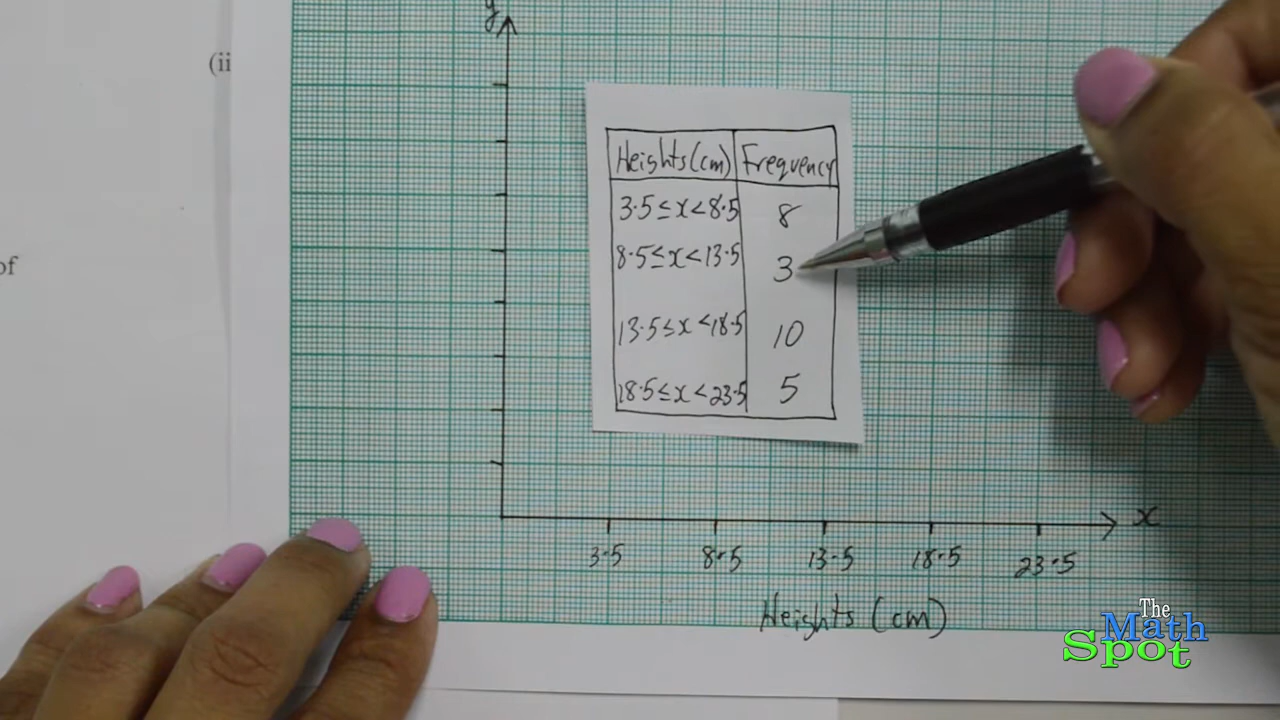 y
(ii
of
Heights(cm) Frequency
3.5≤x<8.5 8
8.5≤x<13.5 3
13.5≤x<18.5 10
18.5≤x<23.5 5
x
3.5 8.5 13.5 18.5 23.5
Heights (cm)
The
Math
Spot